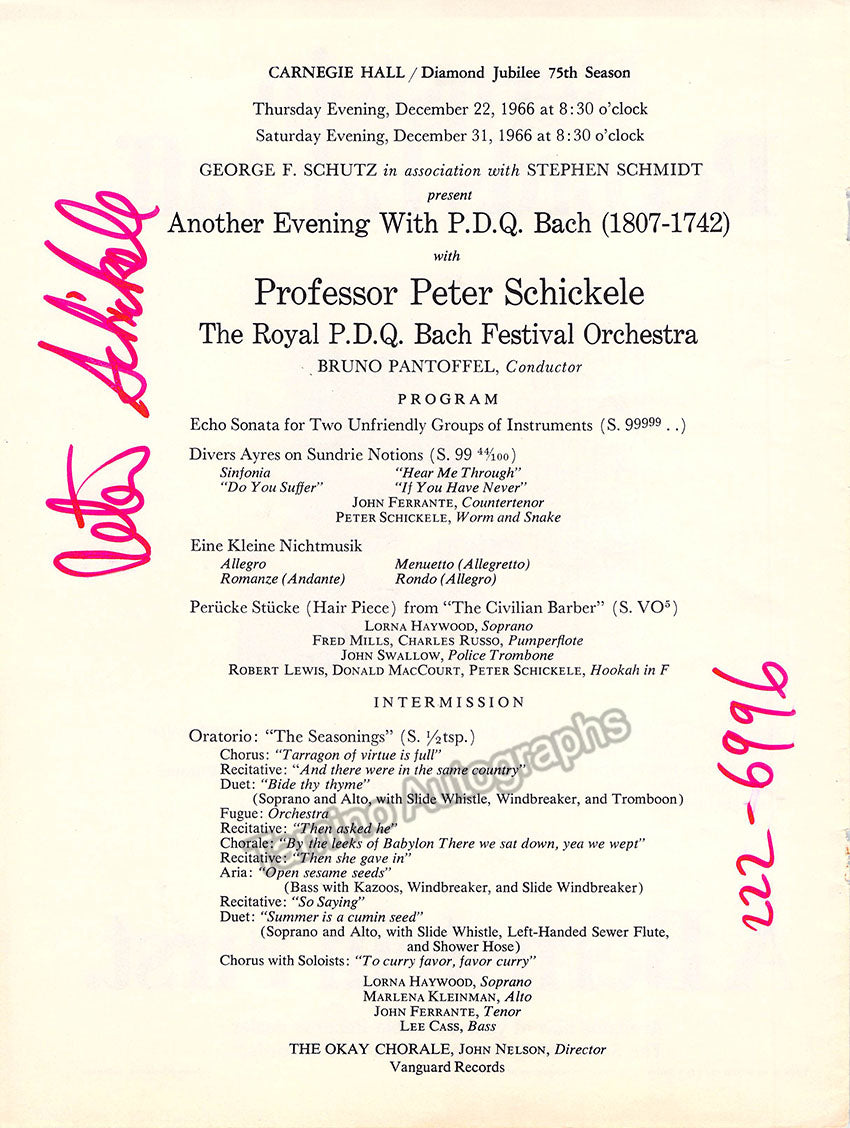 CARNEGIE HALL / Diamond Jubilee 75th Season
Thursday Evening, December 22, 1966 at 8:30 o'clock
Saturday Evening, December 31, 1966 at 8:30 o'clock
GEORGE F. SCHUTZ in association with STEPHEN SCHMIDT
present
Another Evening With P.D.Q. Bach (1807-1742)
with
Professor Peter Schickele
The Royal P.D.Q. Bach Festival Orchestra
BRUNO PANTOFFEL, Conductor
PROGRAM
Echo Sonata for Two Unfriendly Groups of Instruments (S. 99999 . .)
Divers Ayres on Sundrie Notions (S. 99 44/100)
Sinfonia "Hear Me Through"
"Do You Suffer" "If You Have Never"
JOHN FERRANTE, Countertenor
PETER SCHICKELE, Worm and Snake
Eine Kleine Nichtmusik
Allegro Menuetto (Allegretto)
Romanze (Andante) Rondo (Allegro)
Perücke Stücke (Hair Piece) from "The Civilian Barber" (S. VO⁵)
LORNA HAYWOOD, Soprano
FRED MILLS, CHARLES RUSSO, Pumperflote
JOHN SWALLOW, Police Trombone
ROBERT LEWIS, DONALD MACCOURT, PETER SCHICKELE, Hookah in F
INTERMISSION
Oratorio: "The Seasonings" (S. 1/2tsp.)
Chorus: "Tarragon of virtue is full"
Recitative: "And there were in the same country"
Duet: "Bide thy thyme"
(Soprano and Alto, with Slide Whistle, Windbreaker, and Tromboon)
Fugue: Orchestra
Recitative: "Then asked he"
Chorale: "By the leeks of Babylon There we sat down, yea we wept"
Recitative: "Then she gave in"
Aria: "Open sesame seeds"
(Bass with Kazoos, Windbreaker, and Slide Windbreaker)
Recitative: "So Saying"
Duet: "Summer is a cumin seed"
(Soprano and Alto, with Slide Whistle, Left-Handed Sewer Flute,
and Shower Hose)
Chorus with Soloists: "To curry favor, favor curry"
LORNA HAYWOOD, Soprano
MARLENA KLEINMAN, Alto
JOHN FERRANTE, Tenor
LEE CASS, Bass
THE OKAY CHORALE, JOHN NELSON, Director
Vanguard Records
Peter Schickele
222-6996
Tamino Autographs